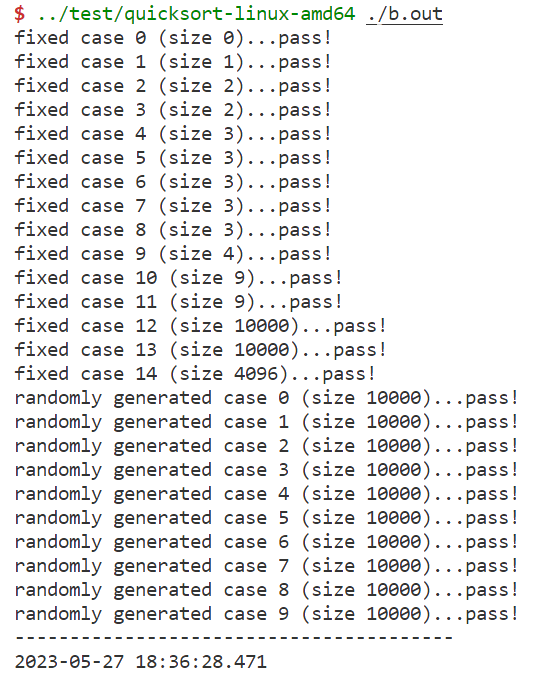 $ ../test/quicksort-linux-amd64 ./b.out
fixed case 0 (size 0)...pass!
fixed case 1 (size 1)...pass!
fixed case 2 (size 2)...pass!
fixed case 3 (size 2)...pass!
fixed case 4 (size 3)...pass!
fixed case 5 (size 3)...pass!
fixed case 6 (size 3)...pass!
fixed case 7 (size 3)...pass!
fixed case 8 (size 3)...pass!
fixed case 9 (size 4)...pass!
fixed case 10 (size 9)...pass!
fixed case 11 (size 9)...pass!
fixed case 12 (size 10000)...pass!
fixed case 13 (size 10000)...pass!
fixed case 14 (size 4096)...pass!
randomly generated case 0 (size 10000)...pass!
randomly generated case 1 (size 10000)...pass!
randomly generated case 2 (size 10000)...pass!
randomly generated case 3 (size 10000)...pass!
randomly generated case 4 (size 10000)...pass!
randomly generated case 5 (size 10000)...pass!
randomly generated case 6 (size 10000)...pass!
randomly generated case 7 (size 10000)...pass!
randomly generated case 8 (size 10000)...pass!
randomly generated case 9 (size 10000)...pass!
----------------------------------------
2023-05-27 18:36:28.471